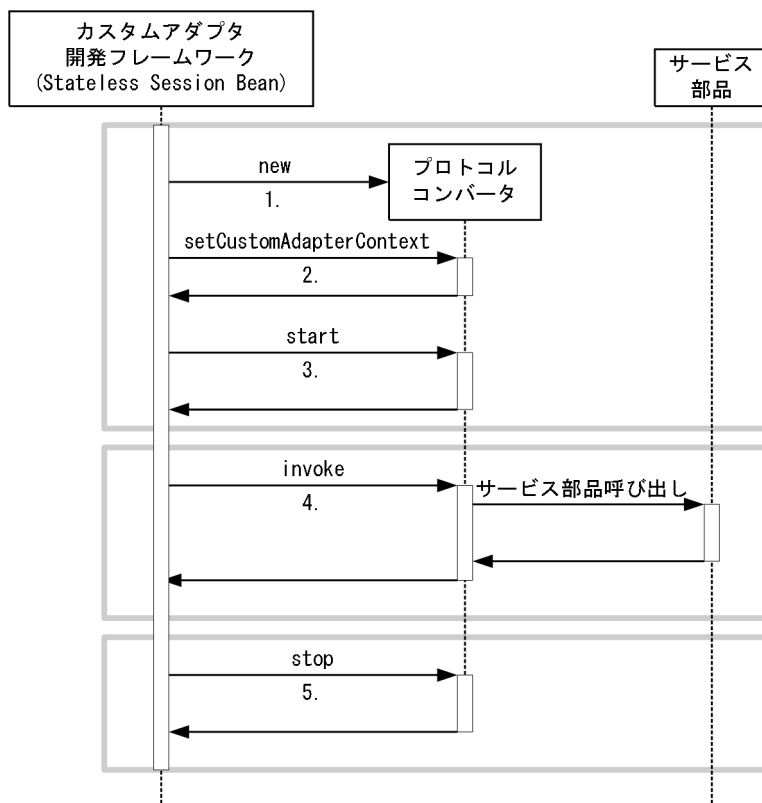 カスタムアダプタ
開発フレームワーク
(Stateless Session Bean)
サービス
部品
new
1.
プロトコル
コンバータ
setCustomAdapterContext
2.
start
3.
invoke
4.
サービス部品呼び出し
stop
5.